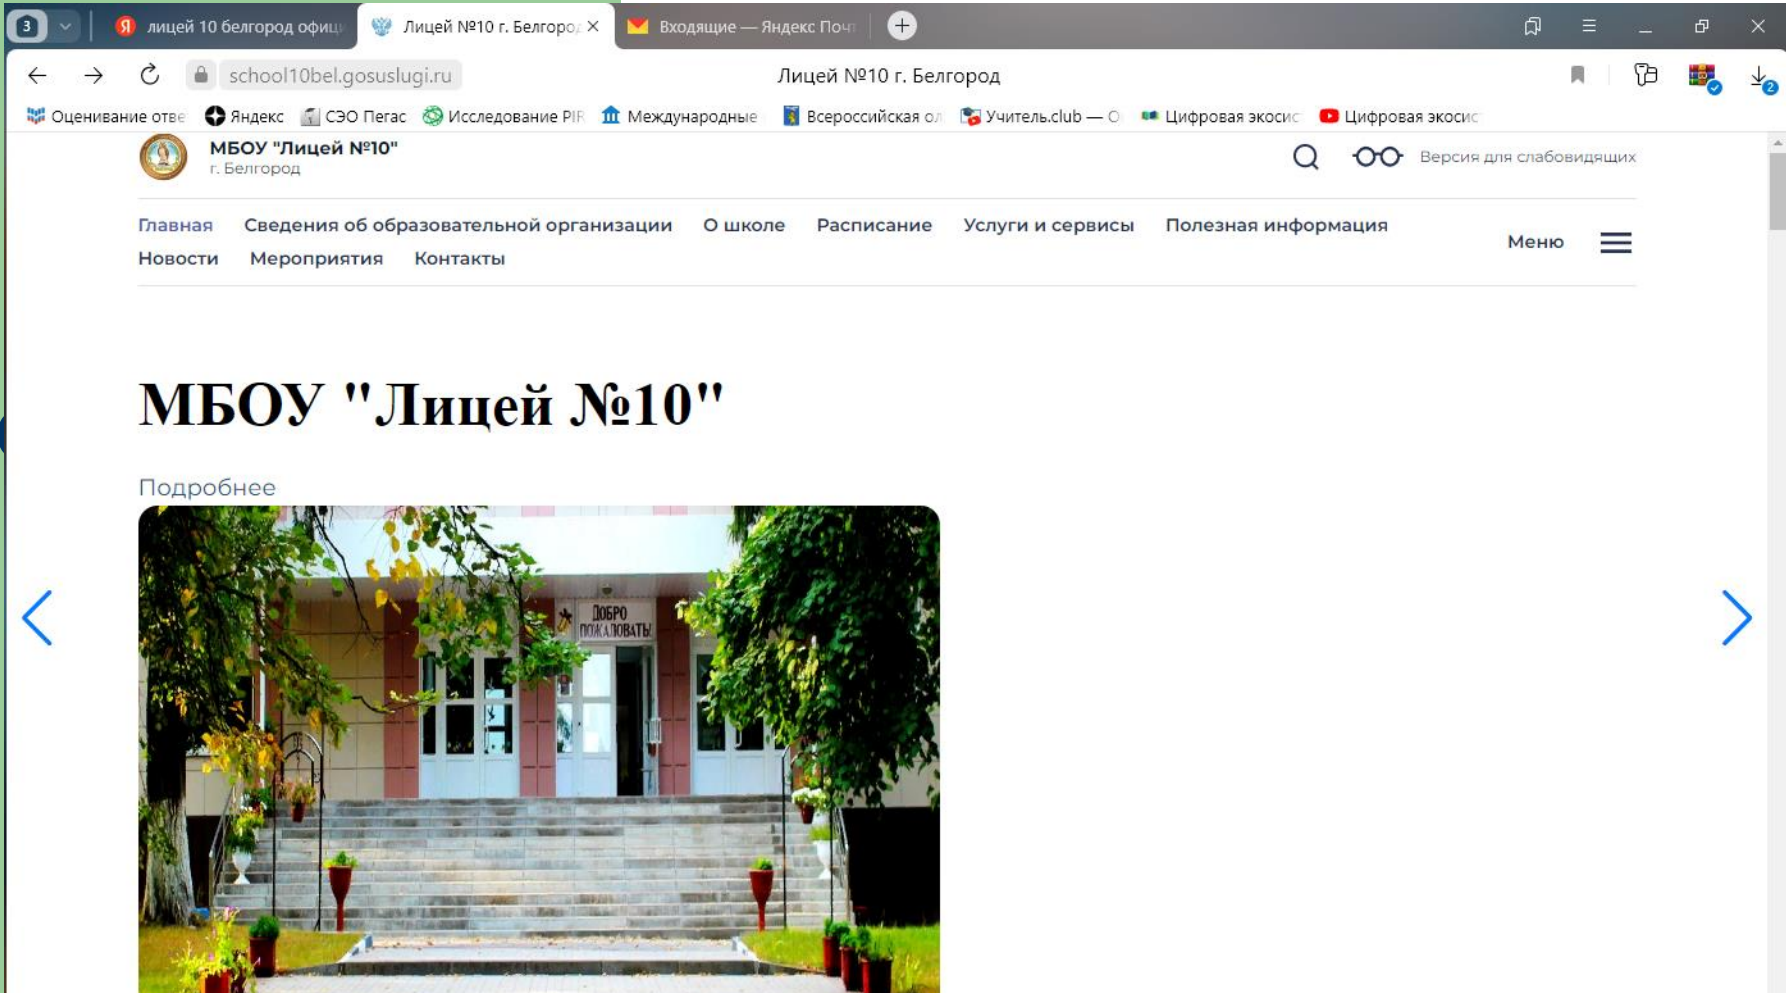 3
лицей 10 белгород офиц
Лицей №10 г. Белгород
Входящие — Яндекс Почт
school10bel.gosuslugi.ru
Лицей №10 г. Белгород
2
Оценивание отве
Яндекс
СЭО Пегас
Исследование PIR
Международные
Всероссийская ол
Учитель.club — О
Цифровая экосис
Цифровая экосис
МБОУ "Лицей №10"
г. Белгород
Версия для слабовидящих
Главная Сведения об образовательной организации О школе Расписание Услуги и сервисы Полезная информация
Новости Мероприятия Контакты
Меню
МБОУ "Лицей №10"
Подробнее
ДОБРО
ПОЖАЛОВАТЬ!